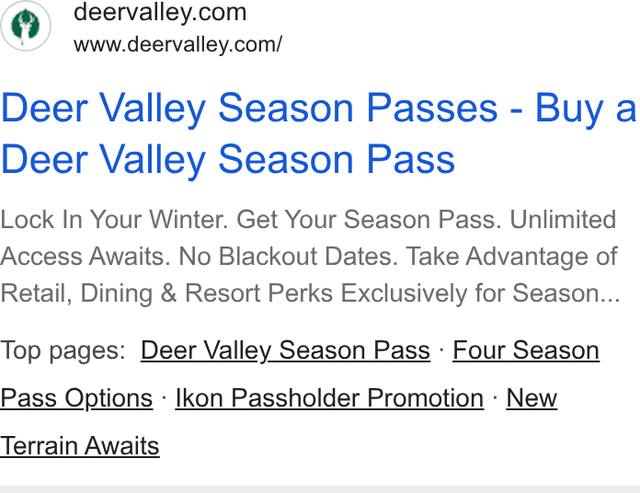 deervalley.com
www.deervalley.com/
Deer Valley Season Passes - Buy a
Deer Valley Season Pass
Lock In Your Winter. Get Your Season Pass. Unlimited
Access Awaits. No Blackout Dates. Take Advantage of
Retail, Dining & Resort Perks Exclusively for Season...
Top pages: Deer Valley Season Pass · Four Season
Pass Options · Ikon Passholder Promotion · New
Terrain Awaits